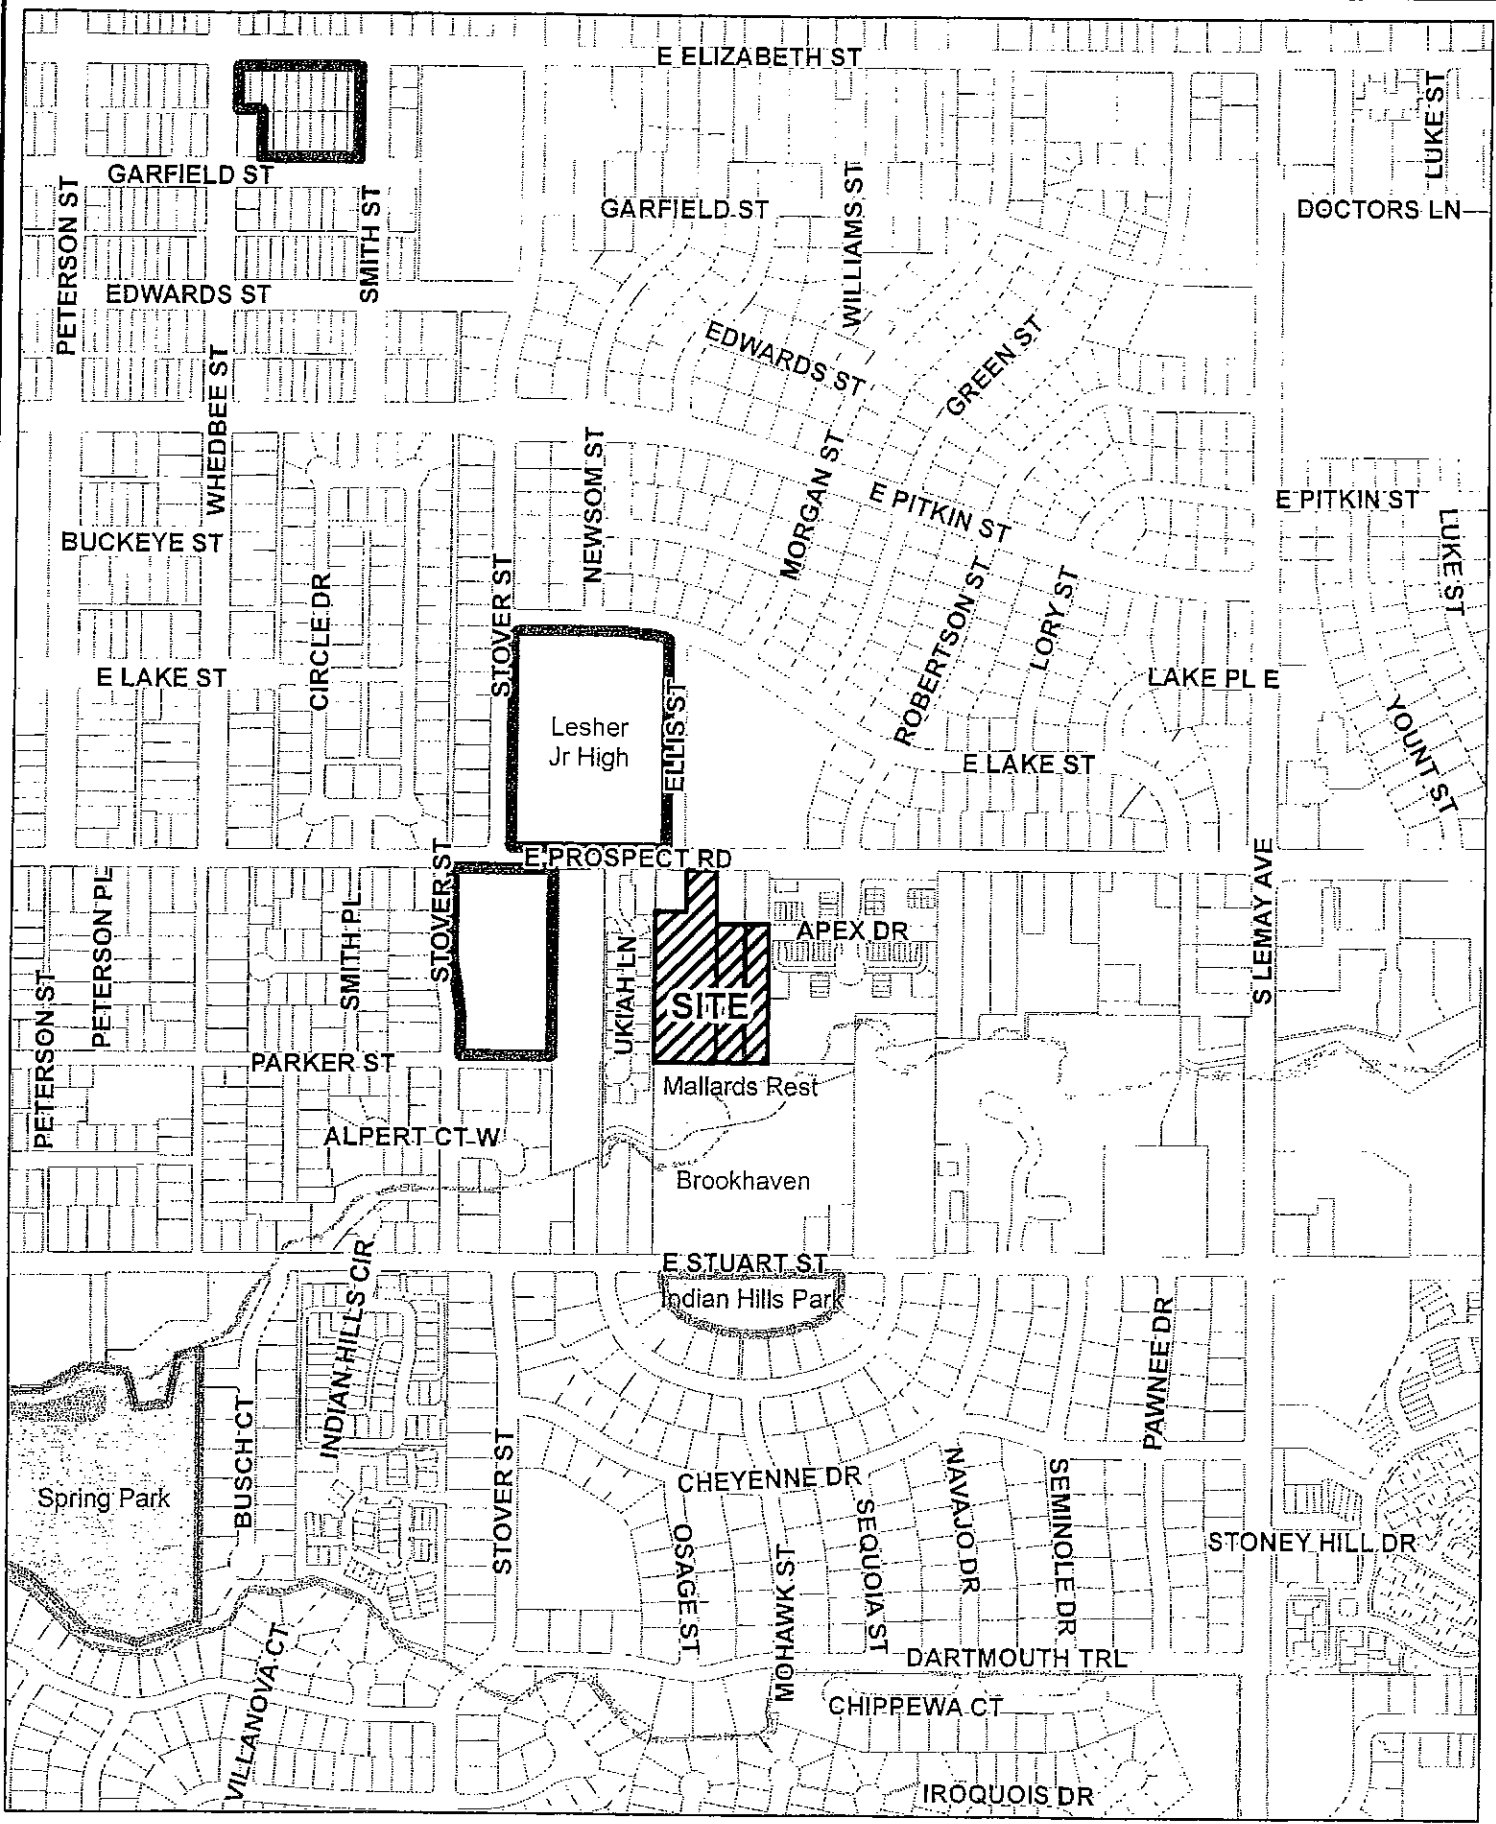 E ELIZABETH ST
LUKE ST
GARFIELD ST
PETERSON ST
SMITH ST
GARFIELD ST
WILLIAMS ST
DOCTORS LN
EDWARDS ST
EDWARDS ST
GREEN ST
WHEDBEE ST
NEWSOM ST
MORGAN ST
E PITKIN ST
E PITKIN ST
LUKE ST
BUCKEYE ST
CIRCLE DR
STOVER ST
ROBERTSON ST
LORY ST
E LAKE ST
LAKE PL E
Lesher
Jr High
ELLIS ST
YOUNT ST
E LAKE ST
E PROSPECT RD
STOVER ST
PETERSON PL
SMITH PL
APEX DR
S LEMAY AVE
UKIAH LN
SITE
PETERSON ST
PARKER ST
Mallards Rest
ALPERT CT W
Brookhaven
E STUART ST
Indian Hills Park
INDIAN HILLS CIR
PAWNEE DR
BUSCH CT
Spring Park
STOVER ST
CHEYENNE DR
NAVAJO DR
SEMINOLE DR
SEQUOIA ST
OSAGE ST
MOHAWK ST
STONEY HILL DR
VILLANOVA CT
DARTMOUTH TRL
CHIPPEWA CT
IROQUOIS DR